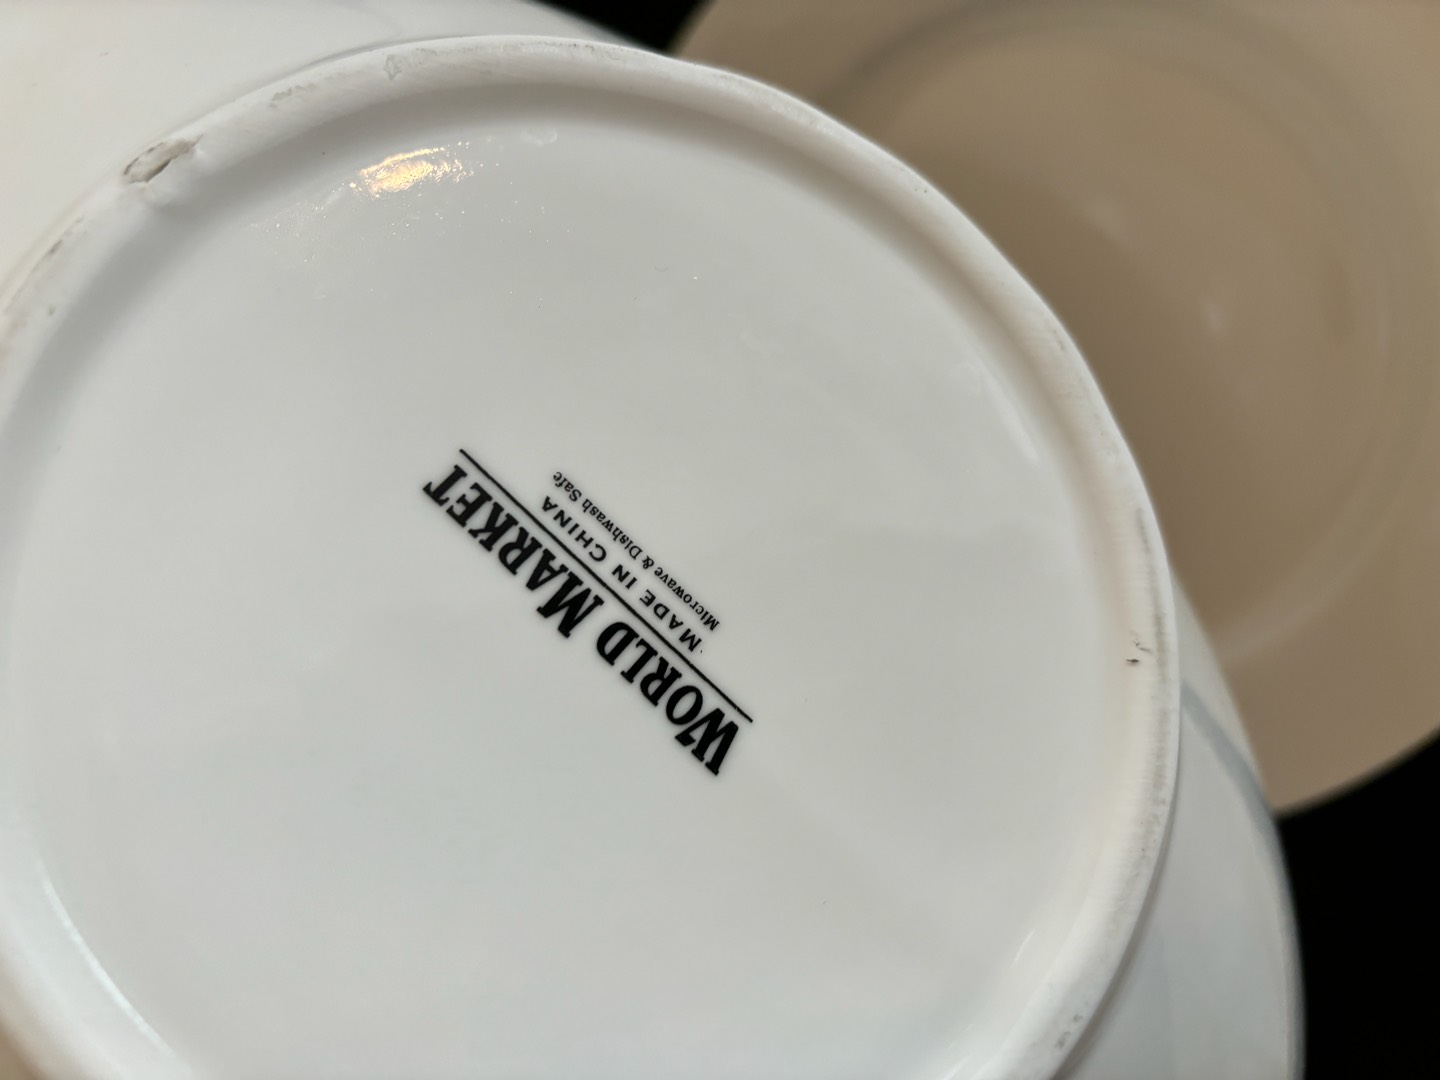 WORLD MARKET
MADE IN CHINA
Microwave & Dishwash Safe